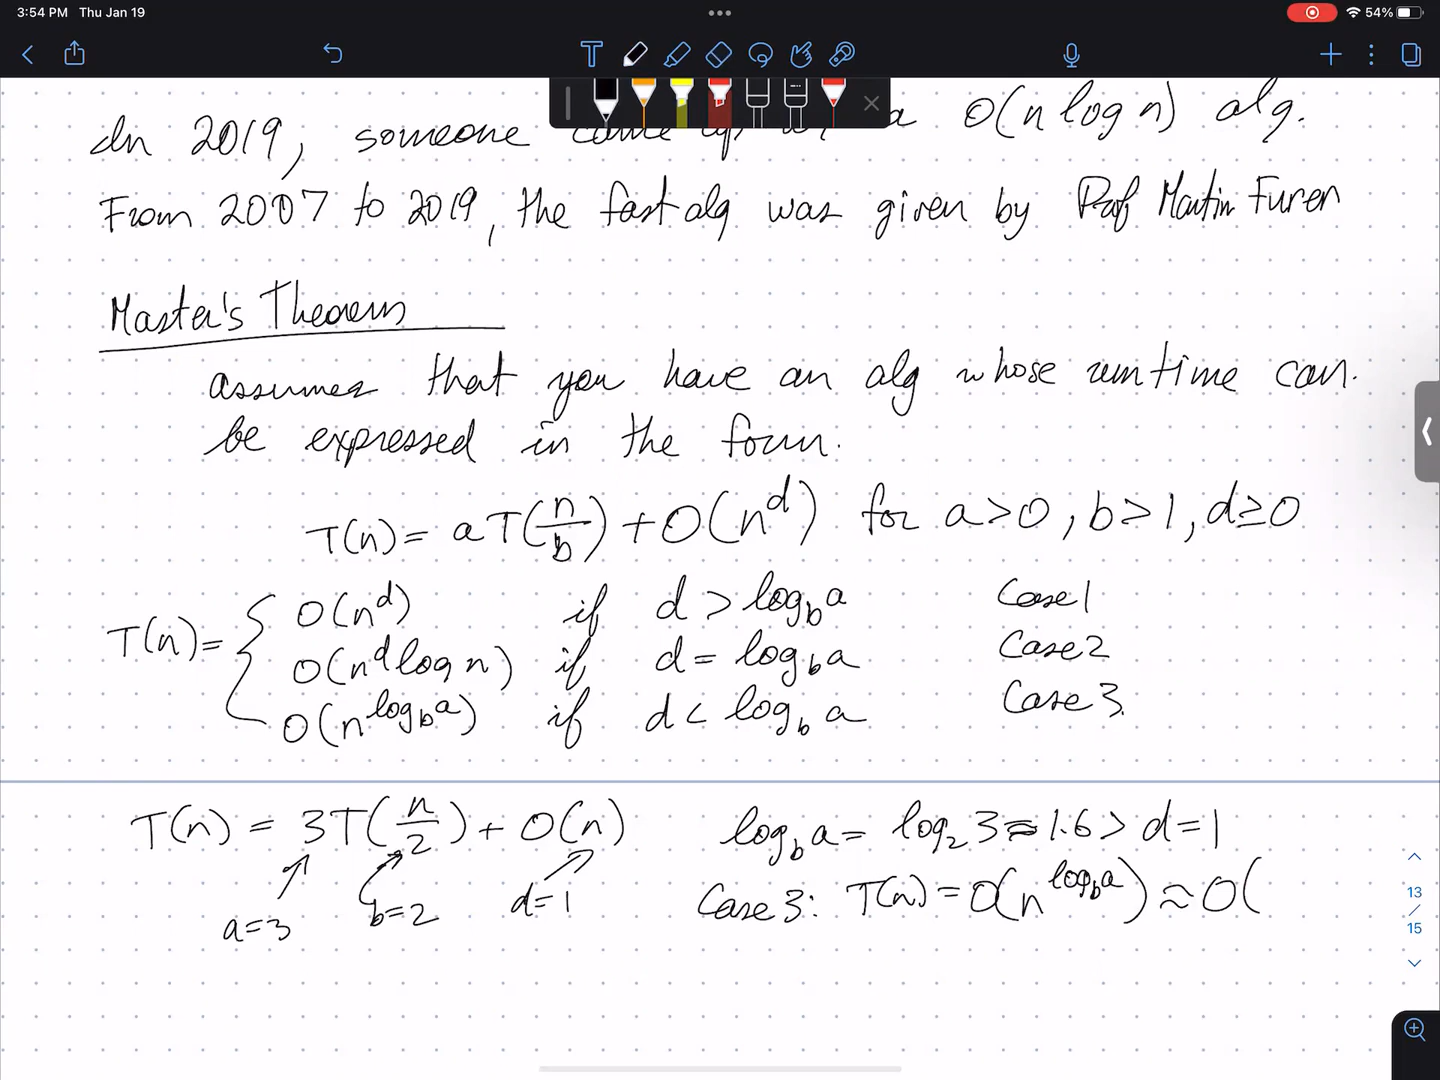 3:54 PM Thu Jan 19
54%
In 2019, someone came up a O(n log n) alg.
From 2007 to 2019, the fast alg was given by Prof Martin Furer
Master's Theorem
assumes that you have an alg whose runtime can
be expressed in the form.
T(n) = aT(n/b) + O(n^d) for a>0, b>1, d≥0
T(n) = { O(n^d) if d > log_b a Case 1
O(n^d log n) if d = log_b a Case 2
O(n^{log_b a}) if d < log_b a Case 3.
T(n) = 3T(n/2) + O(n) log_b a = log_2 3 ≈ 1.6 > d = 1
a=3 b=2 d=1 Case 3: T(n) = O(n^{log_b a}) ≈ O(
13
/
15